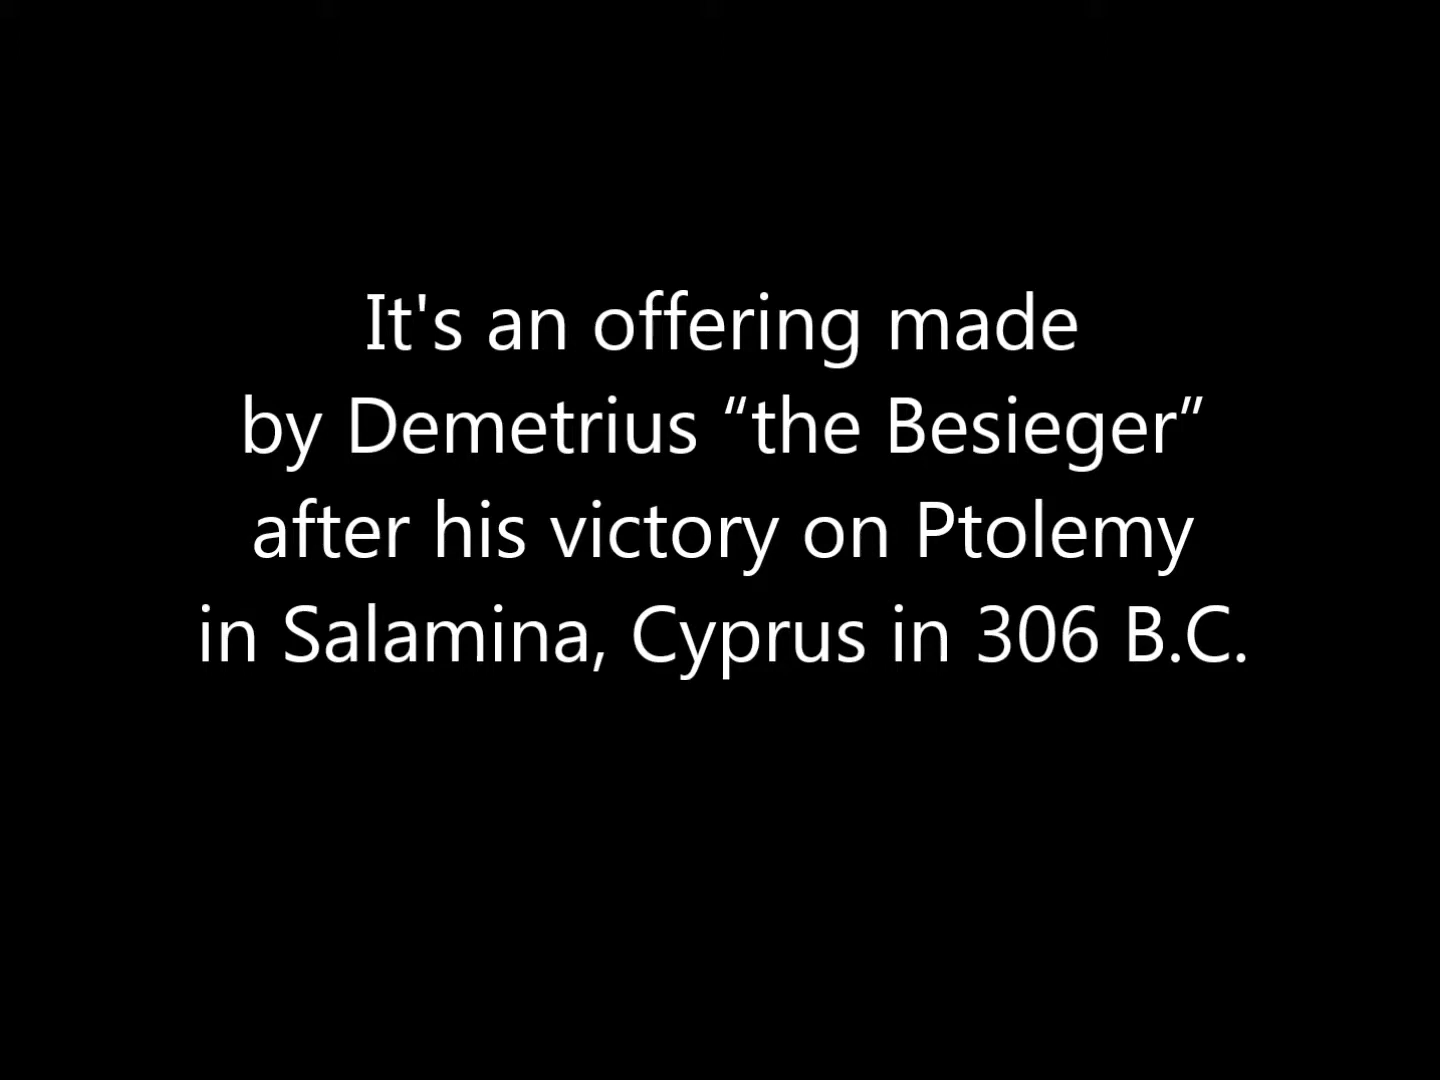 It's an offering made
by Demetrius “the Besieger”
after his victory on Ptolemy
in Salamina, Cyprus in 306 B.C.